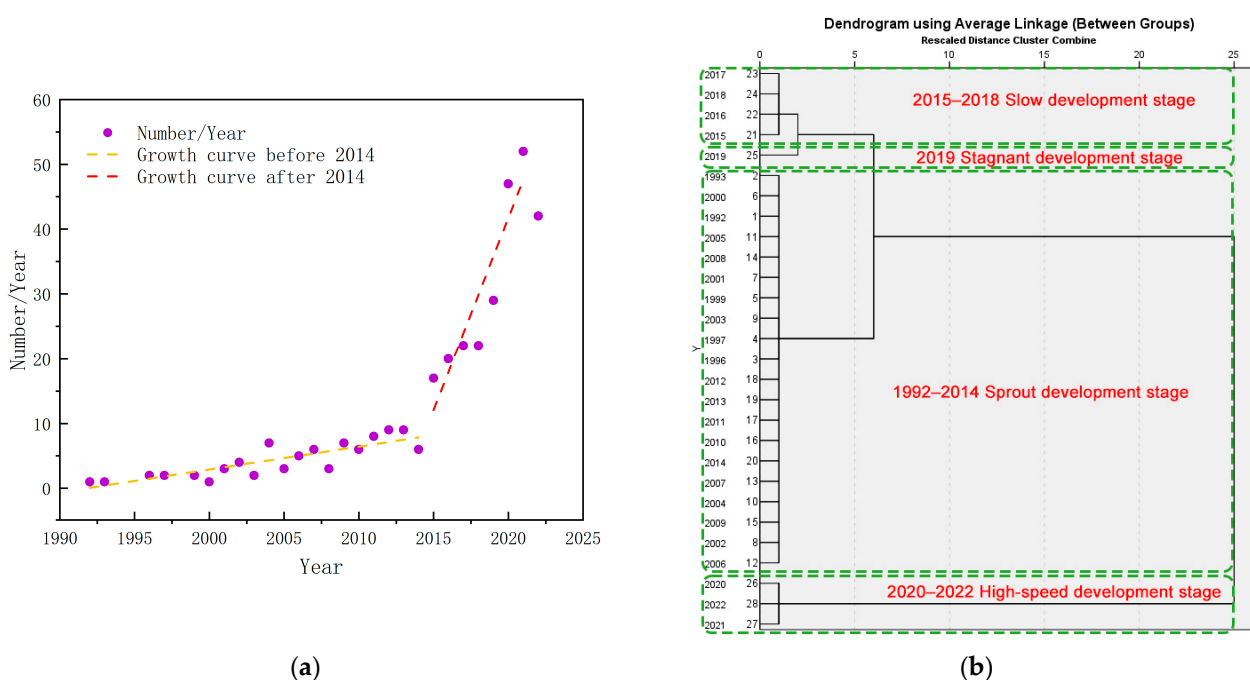 60
50
40
30
20
10
0
Number/Year
Number/Year
Growth curve before 2014
Growth curve after 2014
1990 1995 2000 2005 2010 2015 2020 2025
Year
(a)
Dendrogram using Average Linkage (Between Groups)
Rescaled Distance Cluster Combine
0 5 10 15 20 25
Y
2017 23
2018 24
2016 22
2015 21
2019 25
1993 2
2000 6
1992 1
2005 11
2008 14
2001 7
1999 5
2003 9
1997 4
1996 3
2012 18
2013 19
2011 17
2010 16
2014 20
2007 13
2004 10
2009 15
2002 8
2006 12
2020 26
2022 28
2021 27
2015–2018 Slow development stage
2019 Stagnant development stage
1992–2014 Sprout development stage
2020–2022 High-speed development stage
(b)